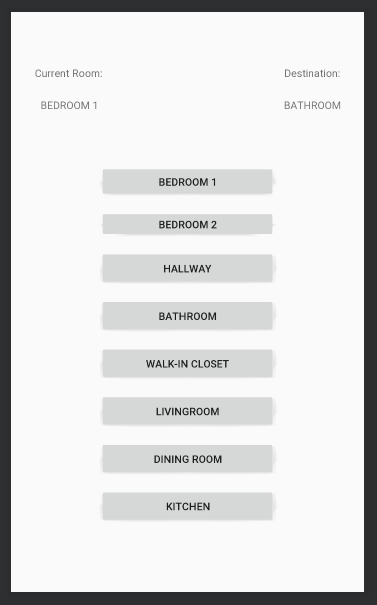 Current Room: Destination:
BEDROOM 1 BATHROOM
BEDROOM 1
BEDROOM 2
HALLWAY
BATHROOM
WALK-IN CLOSET
LIVINGROOM
DINING ROOM
KITCHEN